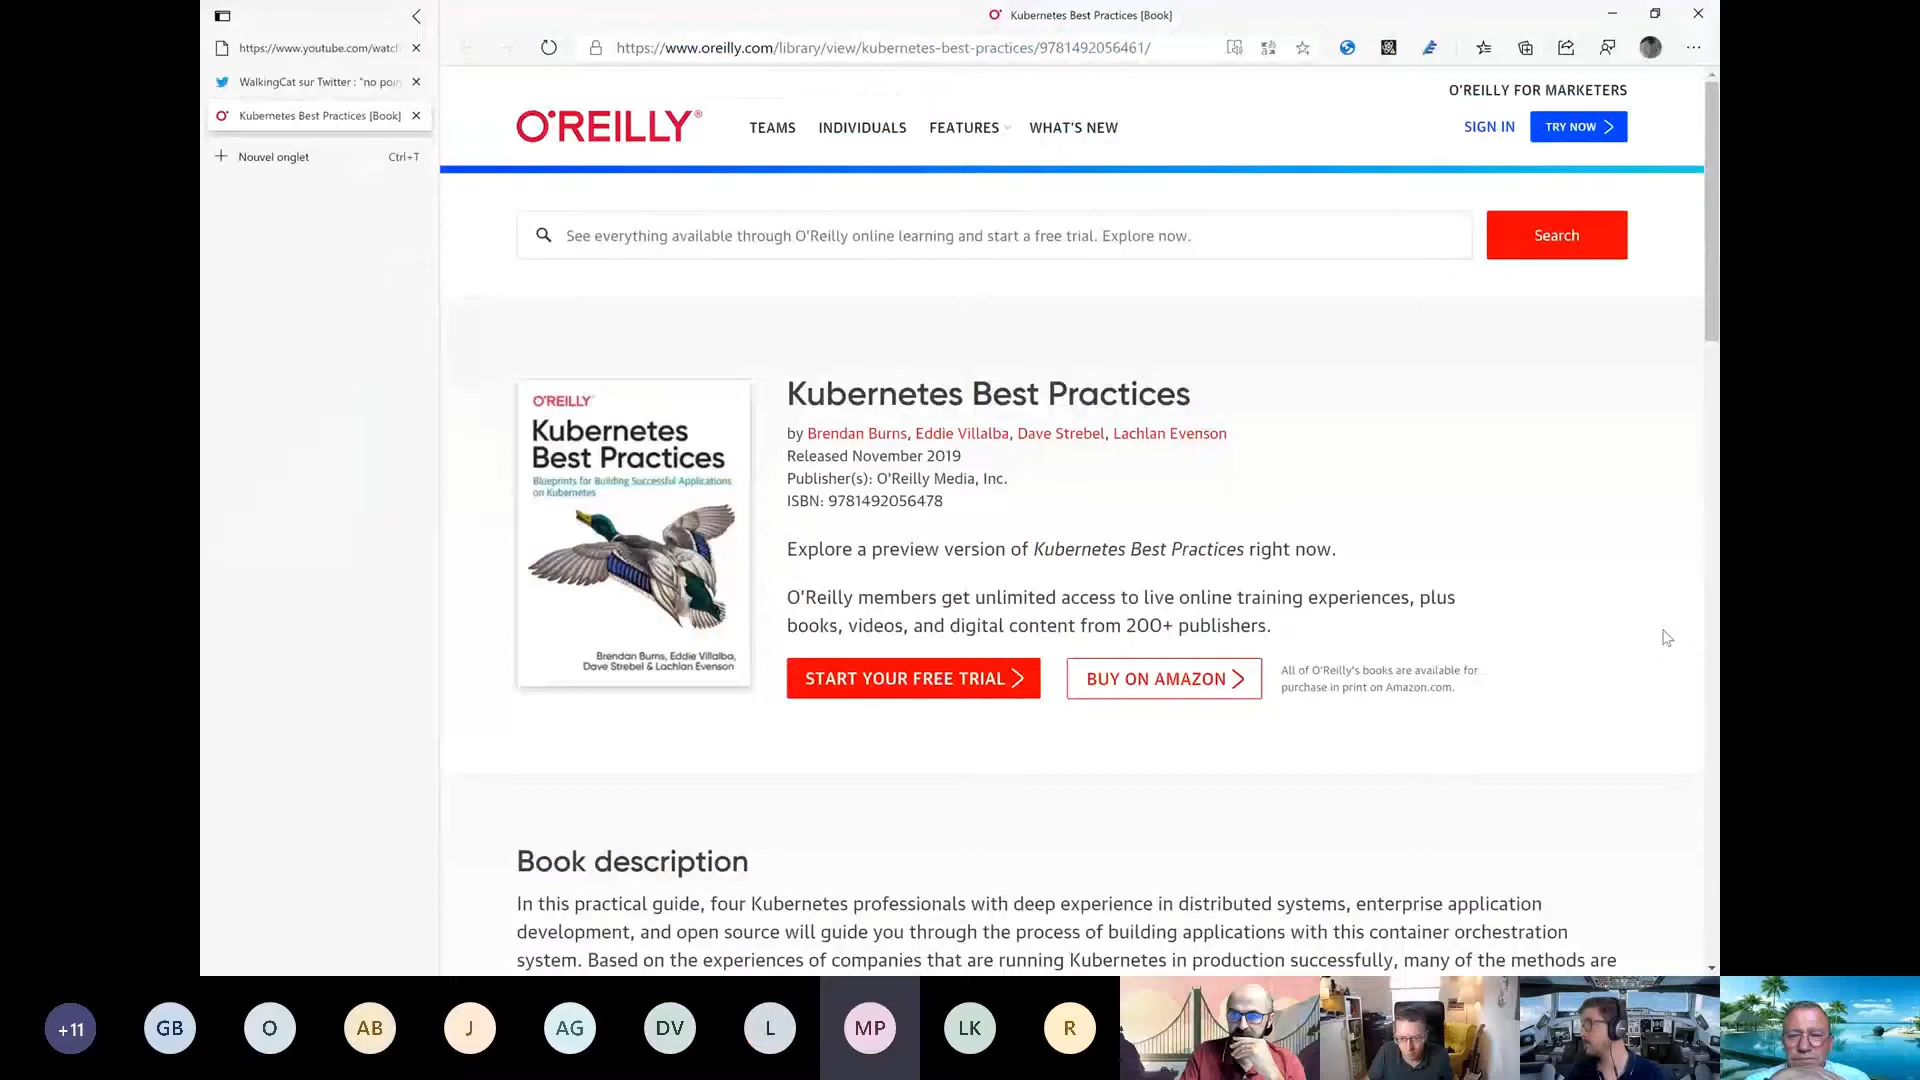 Kubernetes Best Practices [Book]
https://www.youtube.com/watc
WalkingCat sur Twitter : "no poin
Kubernetes Best Practices [Book]
Nouvel onglet Ctrl+T
https://www.oreilly.com/library/view/kubernetes-best-practices/9781492056461/
O'REILLY FOR MARKETERS
O'REILLY®
TEAMS INDIVIDUALS FEATURES WHAT'S NEW
SIGN IN TRY NOW
See everything available through O'Reilly online learning and start a free trial. Explore now.
Search
O'REILLY
Kubernetes
Best Practices
Blueprints for Building Successful Applications
on Kubernetes
Brendan Burns, Eddie Villalba,
Dave Strebel & Lachlan Evenson
Kubernetes Best Practices
by Brendan Burns, Eddie Villalba, Dave Strebel, Lachlan Evenson
Released November 2019
Publisher(s): O'Reilly Media, Inc.
ISBN: 9781492056478
Explore a preview version of Kubernetes Best Practices right now.
O'Reilly members get unlimited access to live online training experiences, plus
books, videos, and digital content from 200+ publishers.
START YOUR FREE TRIAL
BUY ON AMAZON
All of O'Reilly's books are available for
purchase in print on Amazon.com.
Book description
In this practical guide, four Kubernetes professionals with deep experience in distributed systems, enterprise application
development, and open source will guide you through the process of building applications with this container orchestration
system. Based on the experiences of companies that are running Kubernetes in production successfully, many of the methods are
+11 GB O AB J AG DV L MP LK R